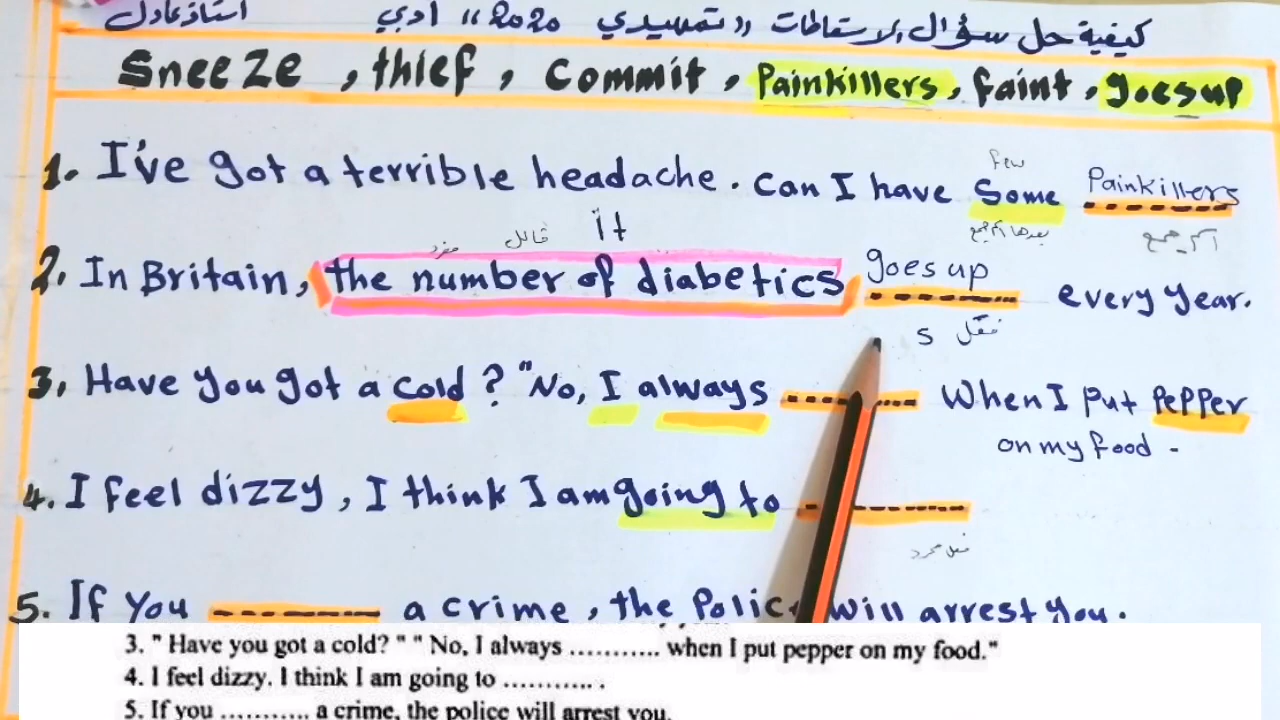 كيفية حل سؤال الاسقاطات "تمهيدي 2020" ادبي استاذ عادل
Sneeze , thief , Commit , Painkillers , faint , goes up
few
1. I've got a terrible headache . Can I have Some Painkillers
بعدها اسم جمع اسم جمع
مفرد فاعل it
2. In Britain, the number of diabetics goes up every year.
s فعل
3, Have you got a cold ? "No, I always ---------- When I put PePPer
on my food -
4. I feel dizzy , I think I am going to ----------
فعل مجرد
5. If you ---------- a crime , the Police will arrest you .
3. " Have you got a cold? " " No, I always ........... when I put pepper on my food."
4. I feel dizzy. I think I am going to ........... .
5. If you .......... a crime, the police will arrest you.